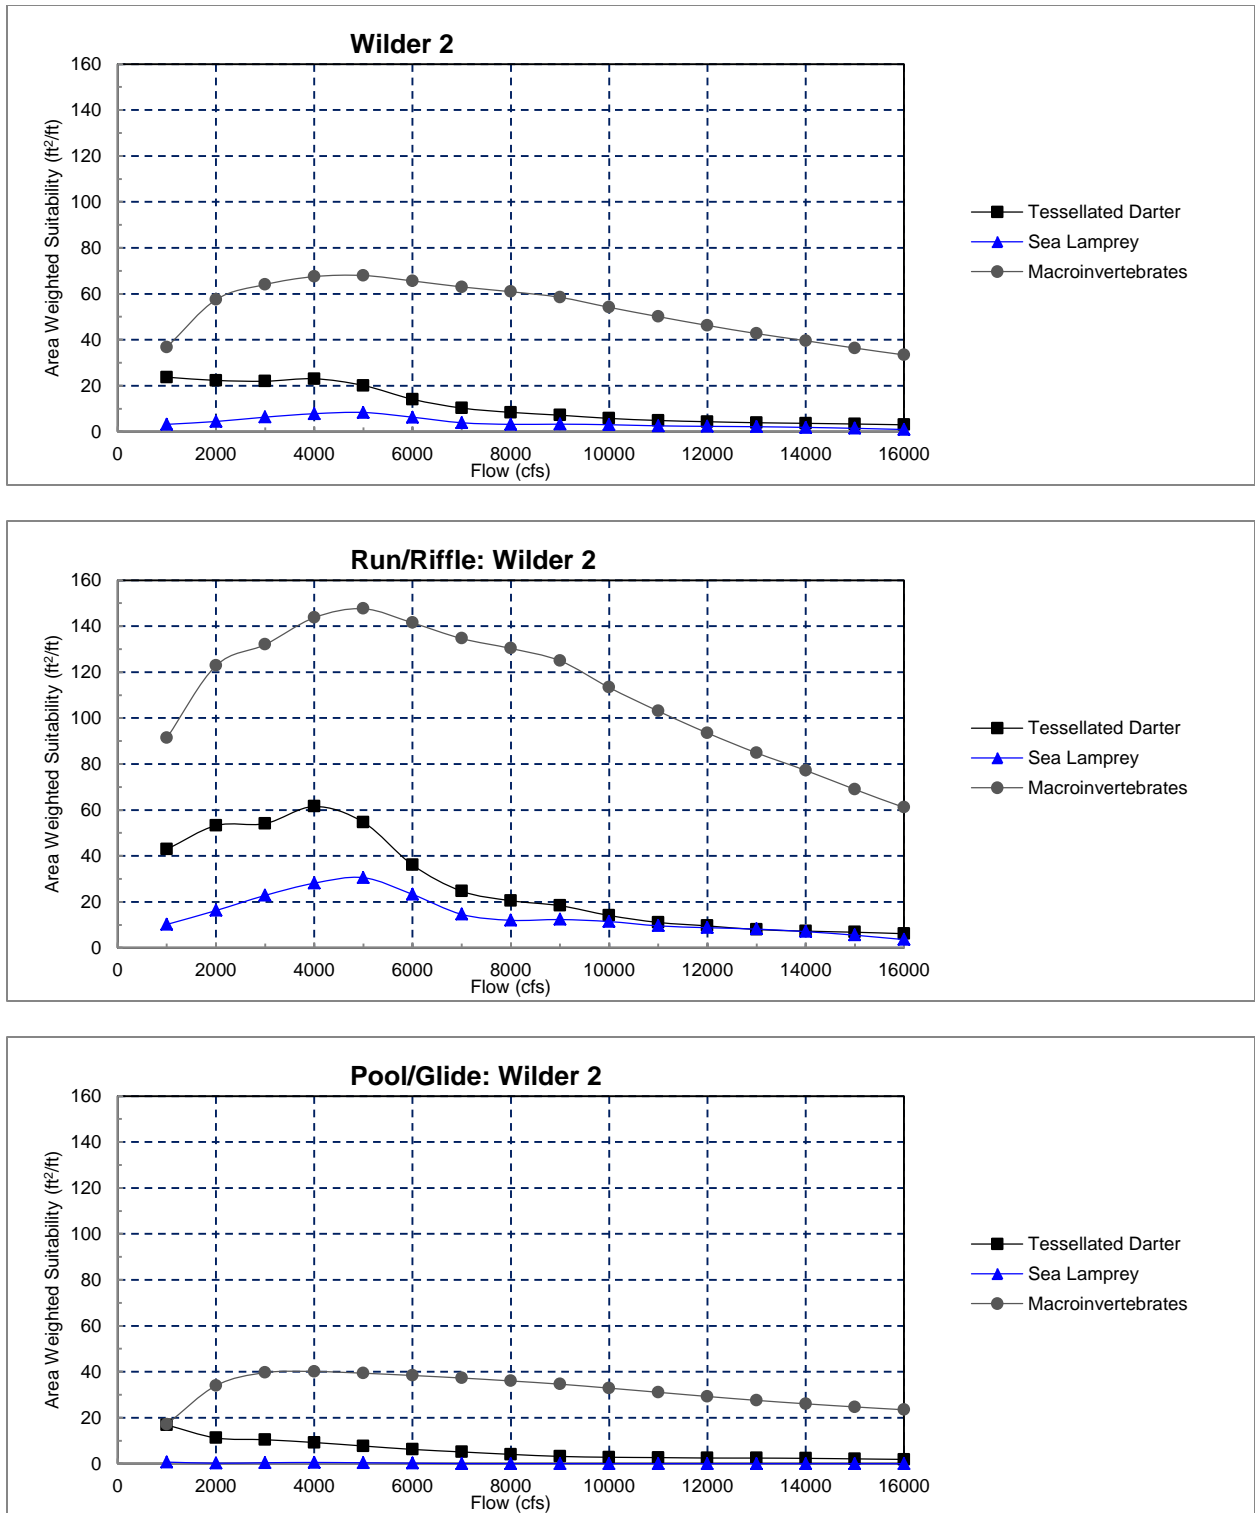 Wilder 2
Area Weighted Suitability (ft²/ft)
160
140
120
100
80
60
40
20
0
0 2000 4000 6000 8000 10000 12000 14000 16000
Flow (cfs)
Tessellated Darter
Sea Lamprey
Macroinvertebrates
Run/Riffle: Wilder 2
Area Weighted Suitability (ft²/ft)
160
140
120
100
80
60
40
20
0
0 2000 4000 6000 8000 10000 12000 14000 16000
Flow (cfs)
Tessellated Darter
Sea Lamprey
Macroinvertebrates
Pool/Glide: Wilder 2
Area Weighted Suitability (ft²/ft)
160
140
120
100
80
60
40
20
0
0 2000 4000 6000 8000 10000 12000 14000 16000
Flow (cfs)
Tessellated Darter
Sea Lamprey
Macroinvertebrates